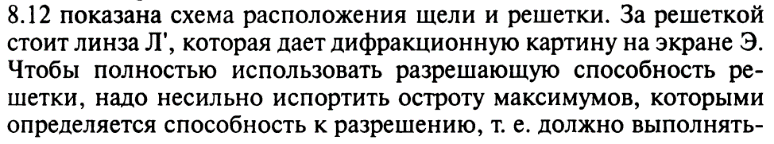 8.12 показана схема расположения щели и решетки. За решеткой
стоит линза Л', которая дает дифракционную картину на экране Э.
Чтобы полностью использовать разрешающую способность ре-
шетки, надо несильно испортить остроту максимумов, которыми
определяется способность к разрешению, т. е. должно выполнять-